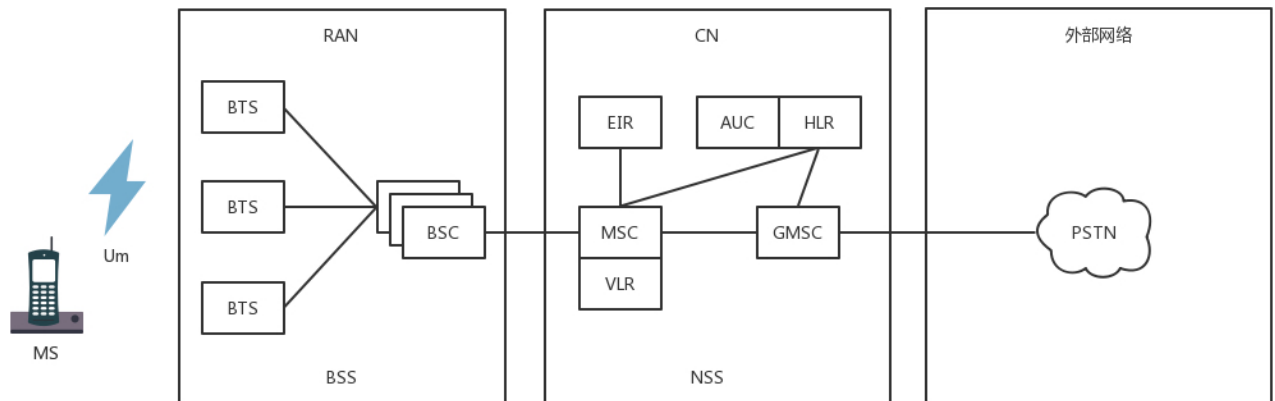 RAN
CN
外部网络
BTS
EIR
AUC
HLR
BTS
BSC
MSC
GMSC
PSTN
Um
VLR
BTS
MS
BSS
NSS